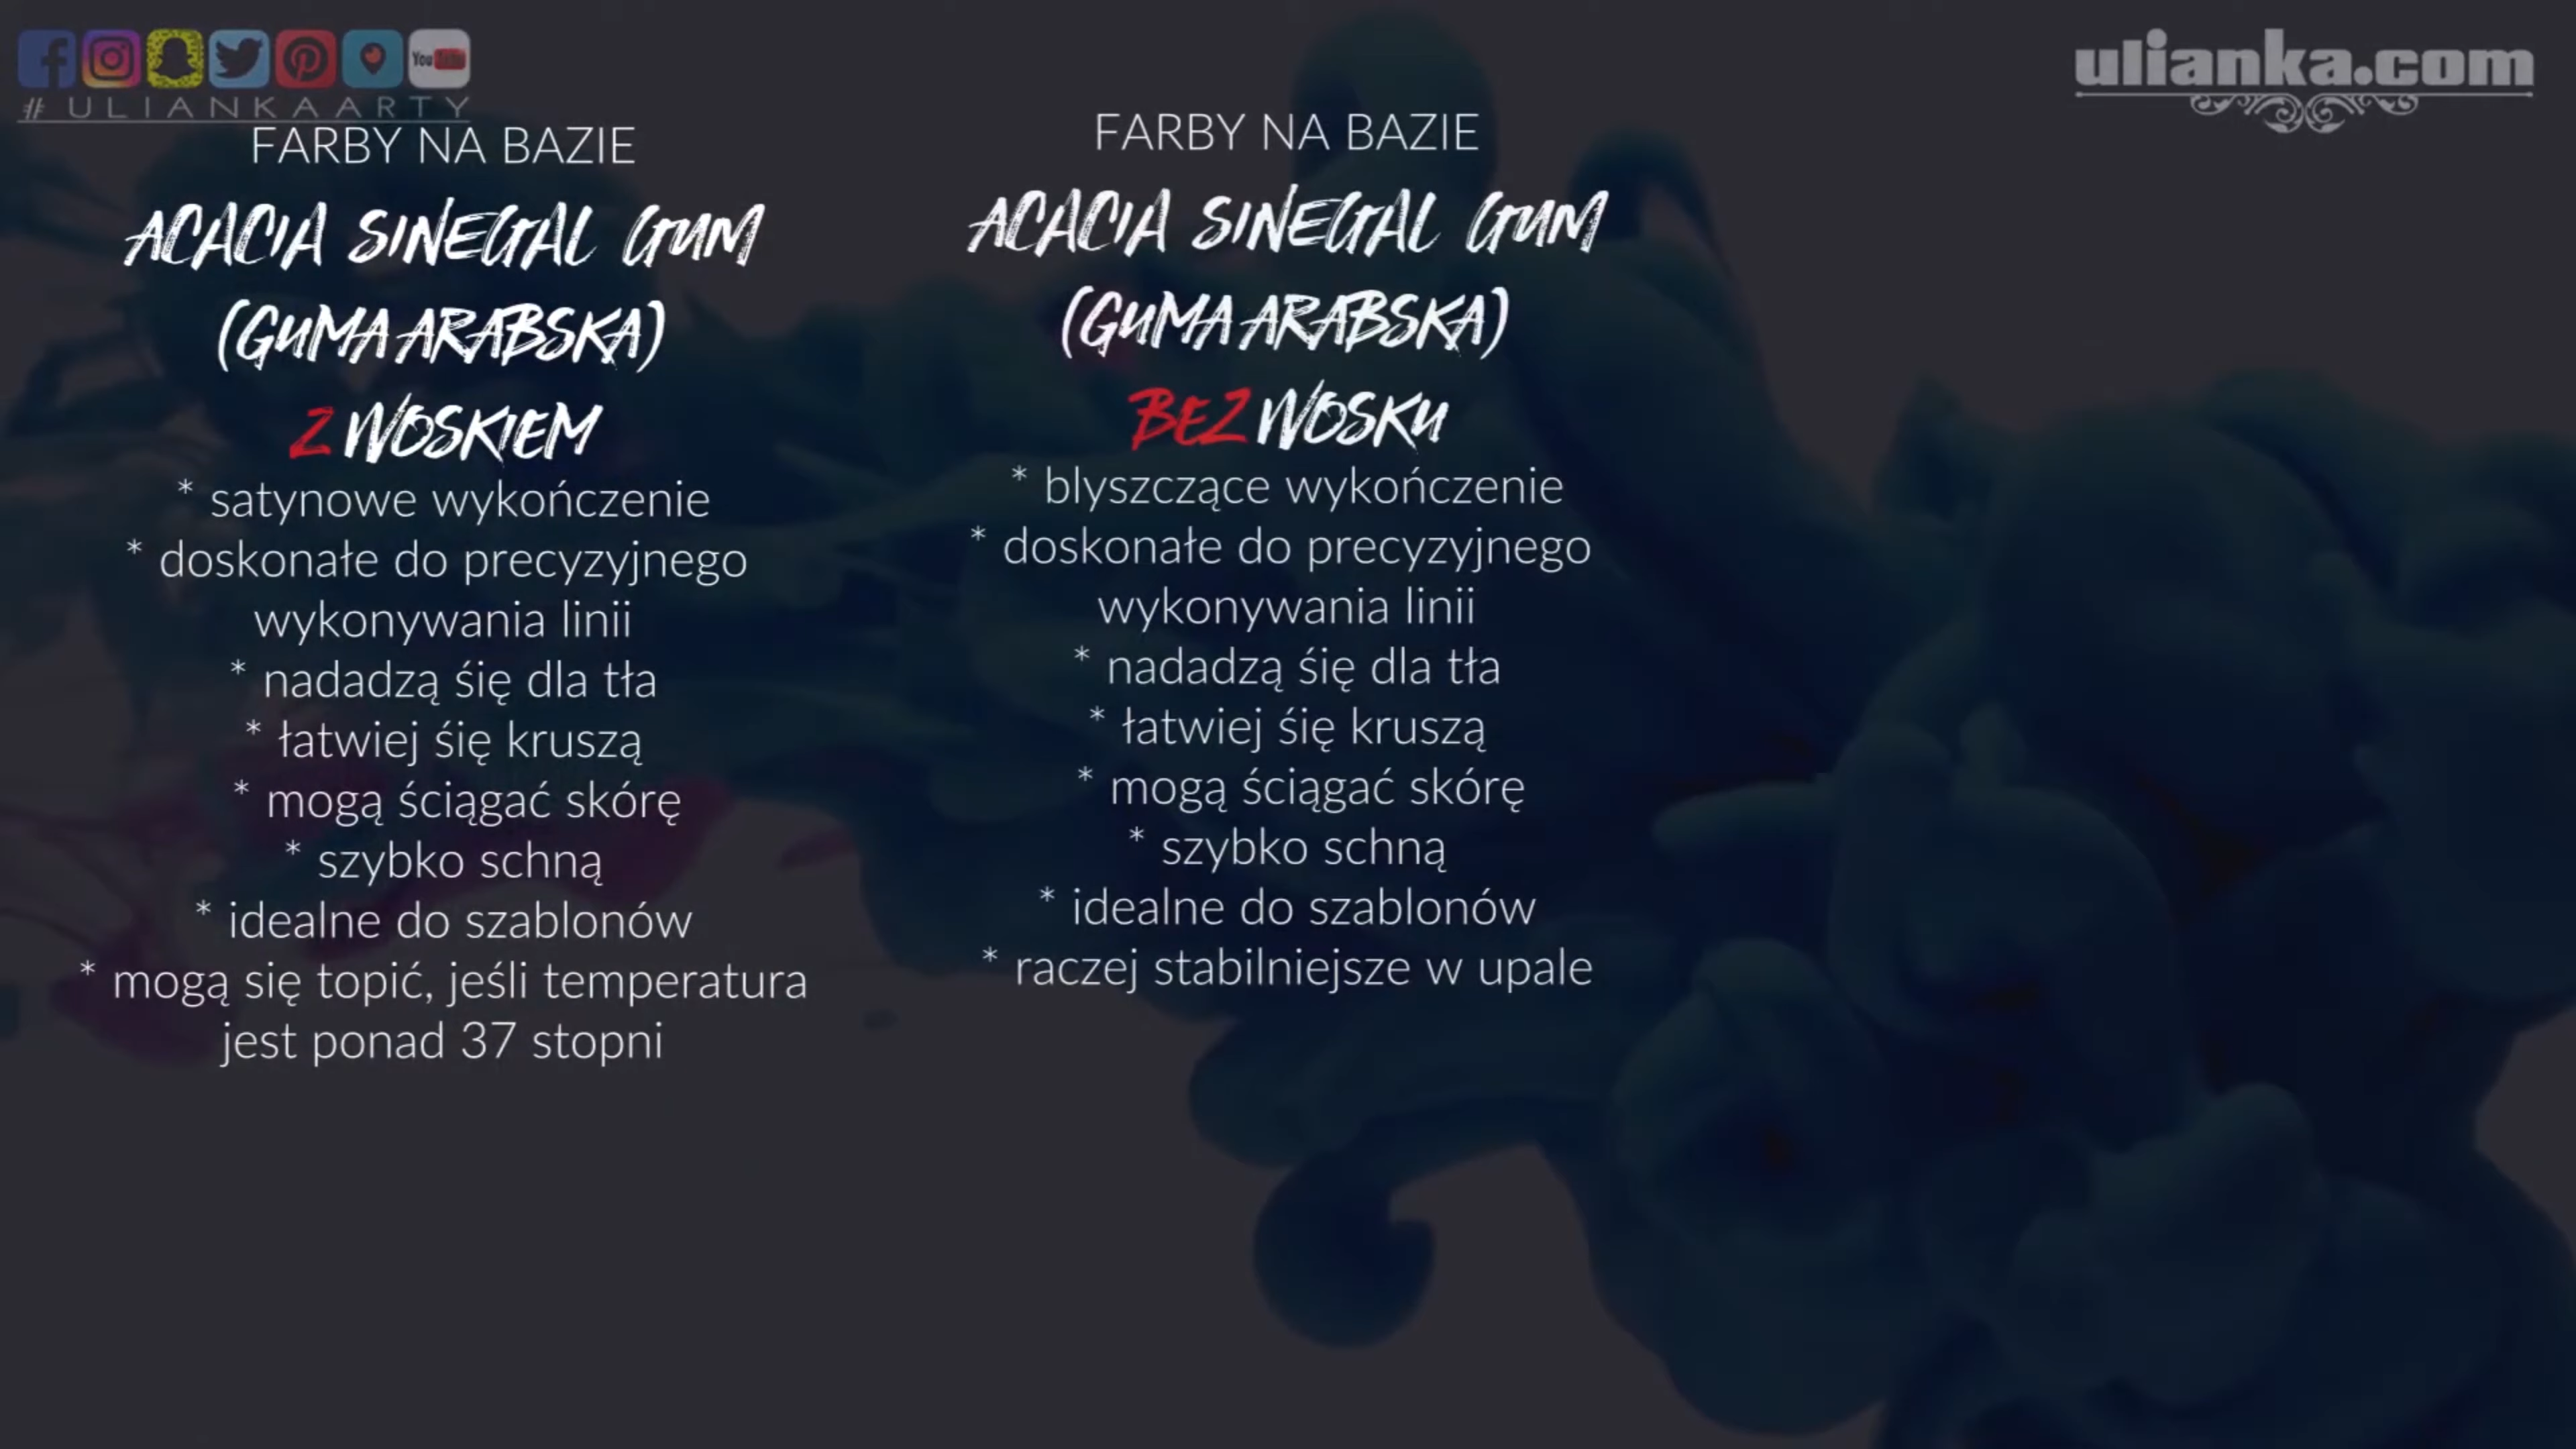 You Tube
#ULIANKAARTY
ulianka.com
FARBY NA BAZIE
ACACIA SINEGAL GUM
(GUMA ARABSKA)
Z WOSKIEM
* satynowe wykończenie
* doskonałe do precyzyjnego
wykonywania linii
* nadadzą śię dla tła
* łatwiej śię kruszą
* mogą ściągać skórę
* szybko schną
* idealne do szablonów
* mogą się topić, jeśli temperatura
jest ponad 37 stopni
FARBY NA BAZIE
ACACIA SINEGAL GUM
(GUMA ARABSKA)
BEZ WOSKU
* blyszczące wykończenie
* doskonałe do precyzyjnego
wykonywania linii
* nadadzą śię dla tła
* łatwiej śię kruszą
* mogą ściągać skórę
* szybko schną
* idealne do szablonów
* raczej stabilniejsze w upale